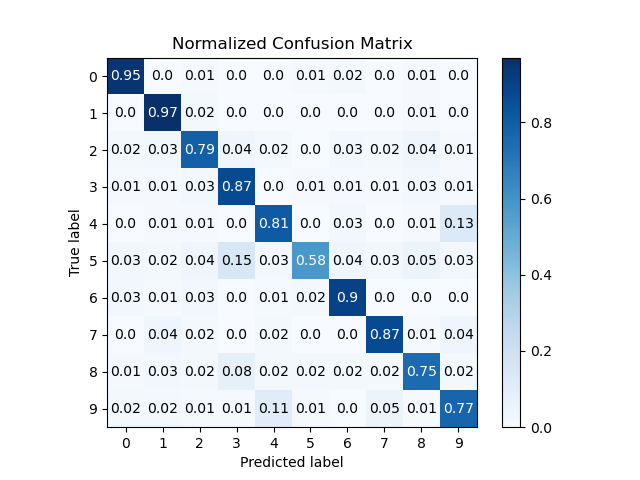 Normalized Confusion Matrix
0 0.95 0.0 0.01 0.0 0.0 0.01 0.02 0.0 0.01 0.0
1 0.0 0.97 0.02 0.0 0.0 0.0 0.0 0.0 0.01 0.0
2 0.02 0.03 0.79 0.04 0.02 0.0 0.03 0.02 0.04 0.01
3 0.01 0.01 0.03 0.87 0.0 0.01 0.01 0.01 0.03 0.01
4 0.0 0.01 0.01 0.0 0.81 0.0 0.03 0.0 0.01 0.13
5 0.03 0.02 0.04 0.15 0.03 0.58 0.04 0.03 0.05 0.03
6 0.03 0.01 0.03 0.0 0.01 0.02 0.9 0.0 0.0 0.0
7 0.0 0.04 0.02 0.0 0.02 0.0 0.0 0.87 0.01 0.04
8 0.01 0.03 0.02 0.08 0.02 0.02 0.02 0.02 0.75 0.02
9 0.02 0.02 0.01 0.01 0.11 0.01 0.0 0.05 0.01 0.77
0 1 2 3 4 5 6 7 8 9
Predicted label
True label
0.8
0.6
0.4
0.2
0.0